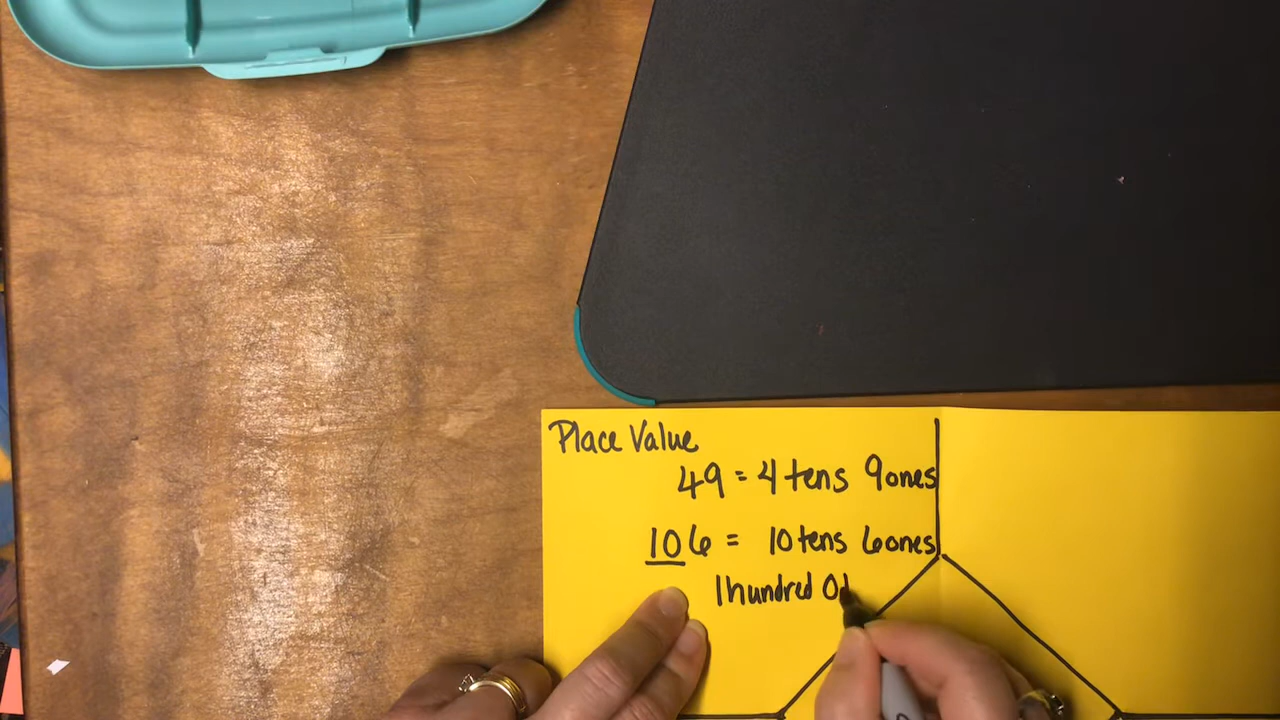 Place Value
49 = 4 tens 9ones
106 = 10 tens 6ones
1hundred 0